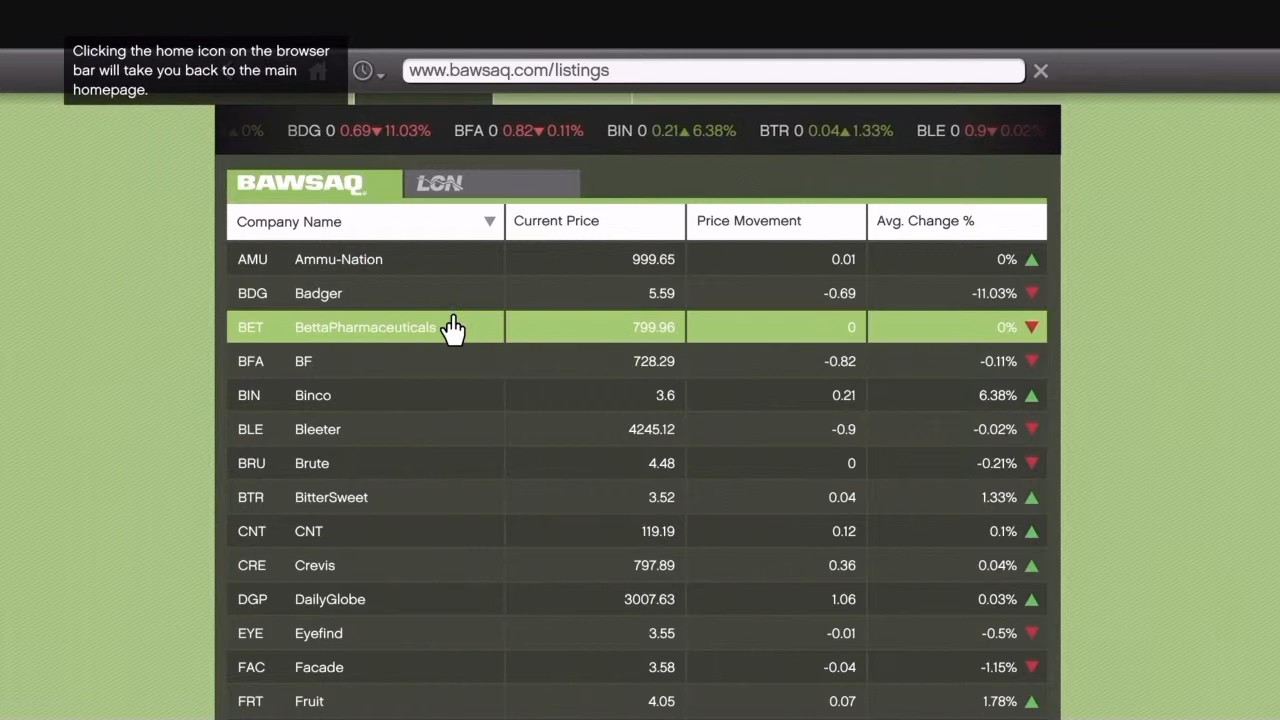 Clicking the home icon on the browser
bar will take you back to the main
homepage.
www.bawsaq.com/listings
0% BDG 0 0.69▼11.03% BFA 0 0.82▼0.11% BIN 0 0.21▲6.38% BTR 0 0.04▲1.33% BLE 0 0.9▼0.02%
BAWSAQ LCN
Company Name ▼ Current Price Price Movement Avg. Change %
AMU Ammu-Nation 999.65 0.01 0% ▲
BDG Badger 5.59 -0.69 -11.03% ▼
BET BettaPharmaceuticals 799.96 0 0% ▼
BFA BF 728.29 -0.82 -0.11% ▼
BIN Binco 3.6 0.21 6.38% ▲
BLE Bleeter 4245.12 -0.9 -0.02% ▼
BRU Brute 4.48 0 -0.21% ▼
BTR BitterSweet 3.52 0.04 1.33% ▲
CNT CNT 119.19 0.12 0.1% ▲
CRE Crevis 797.89 0.36 0.04% ▲
DGP DailyGlobe 3007.63 1.06 0.03% ▲
EYE Eyefind 3.55 -0.01 -0.5% ▼
FAC Facade 3.58 -0.04 -1.15% ▼
FRT Fruit 4.05 0.07 1.78% ▲